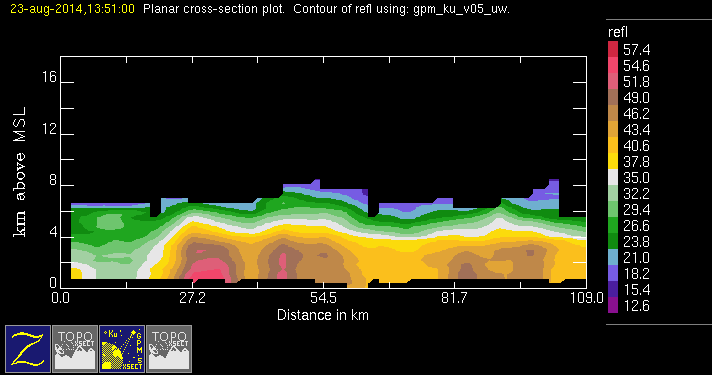 23-aug-2014,13:51:00 Planar cross-section plot. Contour of refl using: gpm_ku_v05_uw.
refl
57.4
54.6
51.8
49.0
46.2
43.4
40.6
37.8
35.0
32.2
29.4
26.6
23.8
21.0
18.2
15.4
12.6
km above MSL
16
12
8
4
0
0.0 27.2 54.5 81.7 109.0
Distance in km
Z
TOPO
XSECT
"Ku"
GPM'S
XSECT
TOPO
XSECT